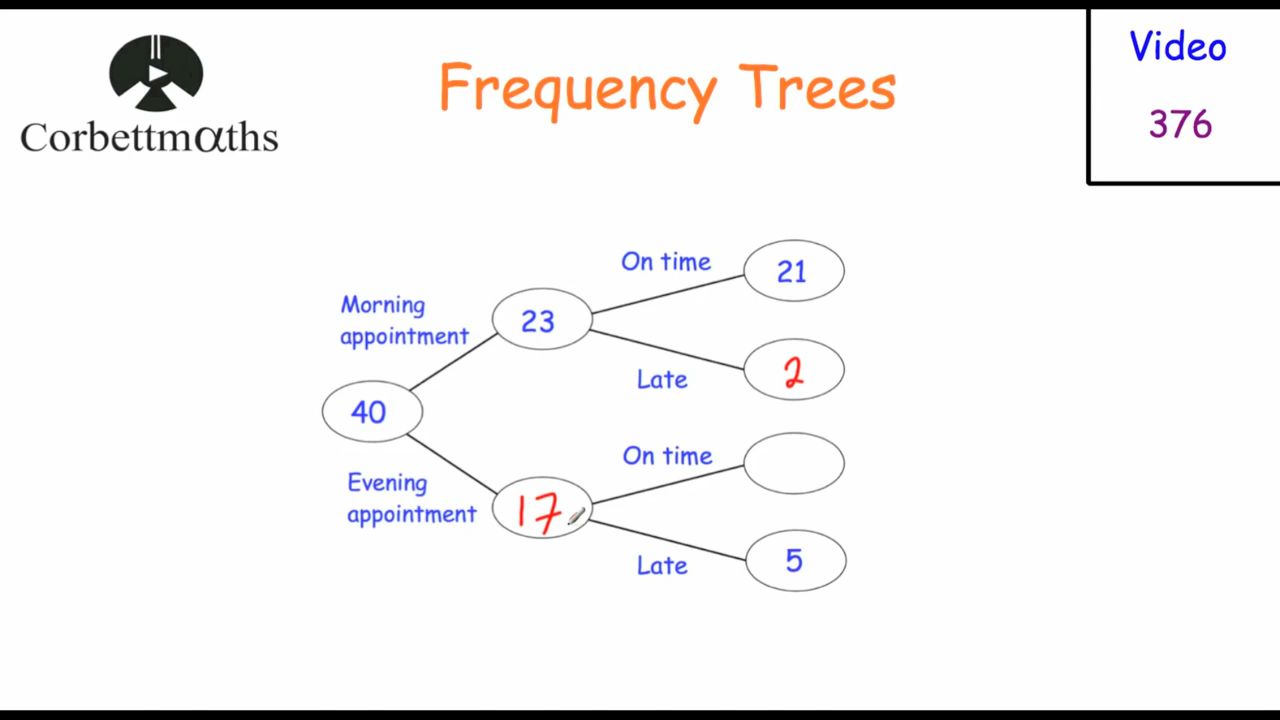 Corbettmαths
Frequency Trees
Video
376
On time
21
Morning
appointment
23
Late
2
40
On time
Evening
appointment
17
Late
5